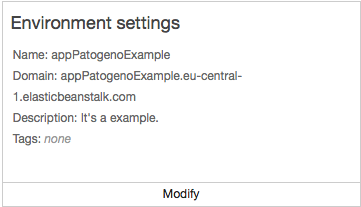 Environment settings
Name: appPatogenoExample
Domain: appPatogenoExample.eu-central-
1.elasticbeanstalk.com
Description: It's a example.
Tags: none
Modify